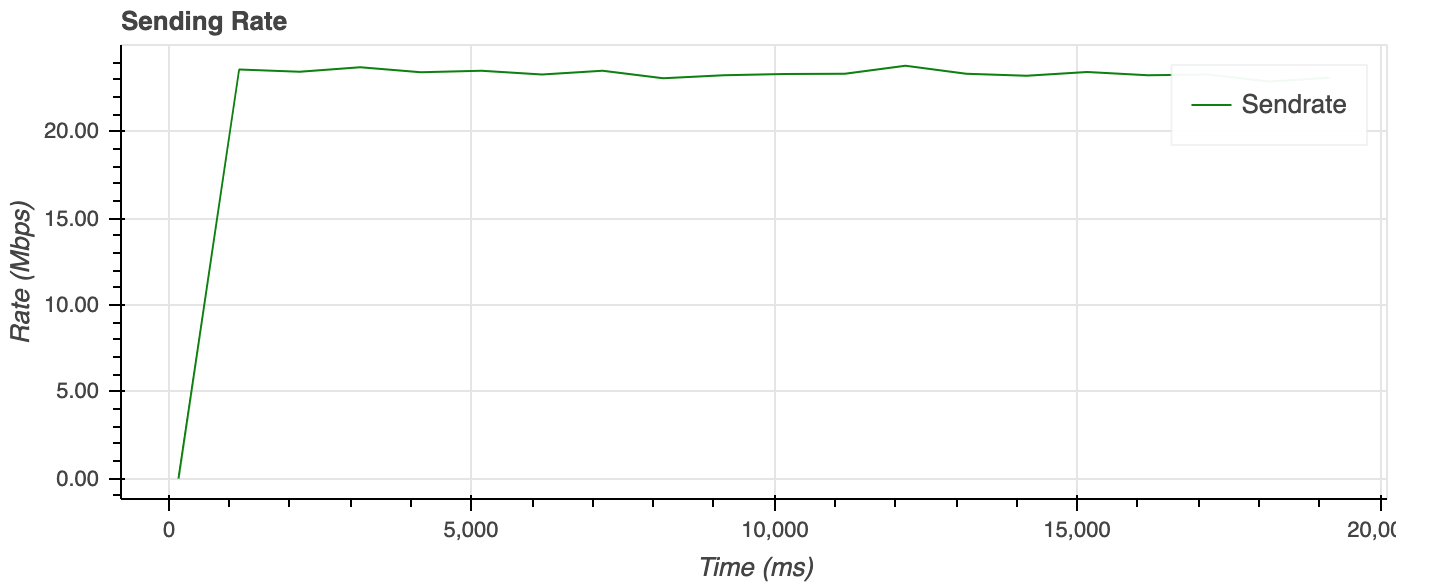 Sending Rate
20.00
15.00
10.00
5.00
0.00
Rate (Mbps)
Sendrate
0 5,000 10,000 15,000 20,0
Time (ms)